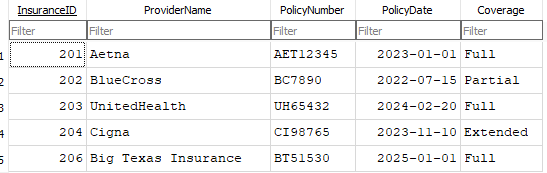 InsuranceID ProviderName PolicyNumber PolicyDate Coverage
Filter Filter Filter Filter Filter
1 201 Aetna AET12345 2023-01-01 Full
2 202 BlueCross BC7890 2022-07-15 Partial
3 203 UnitedHealth UH65432 2024-02-20 Full
4 204 Cigna CI98765 2023-11-10 Extended
5 206 Big Texas Insurance BT51530 2025-01-01 Full